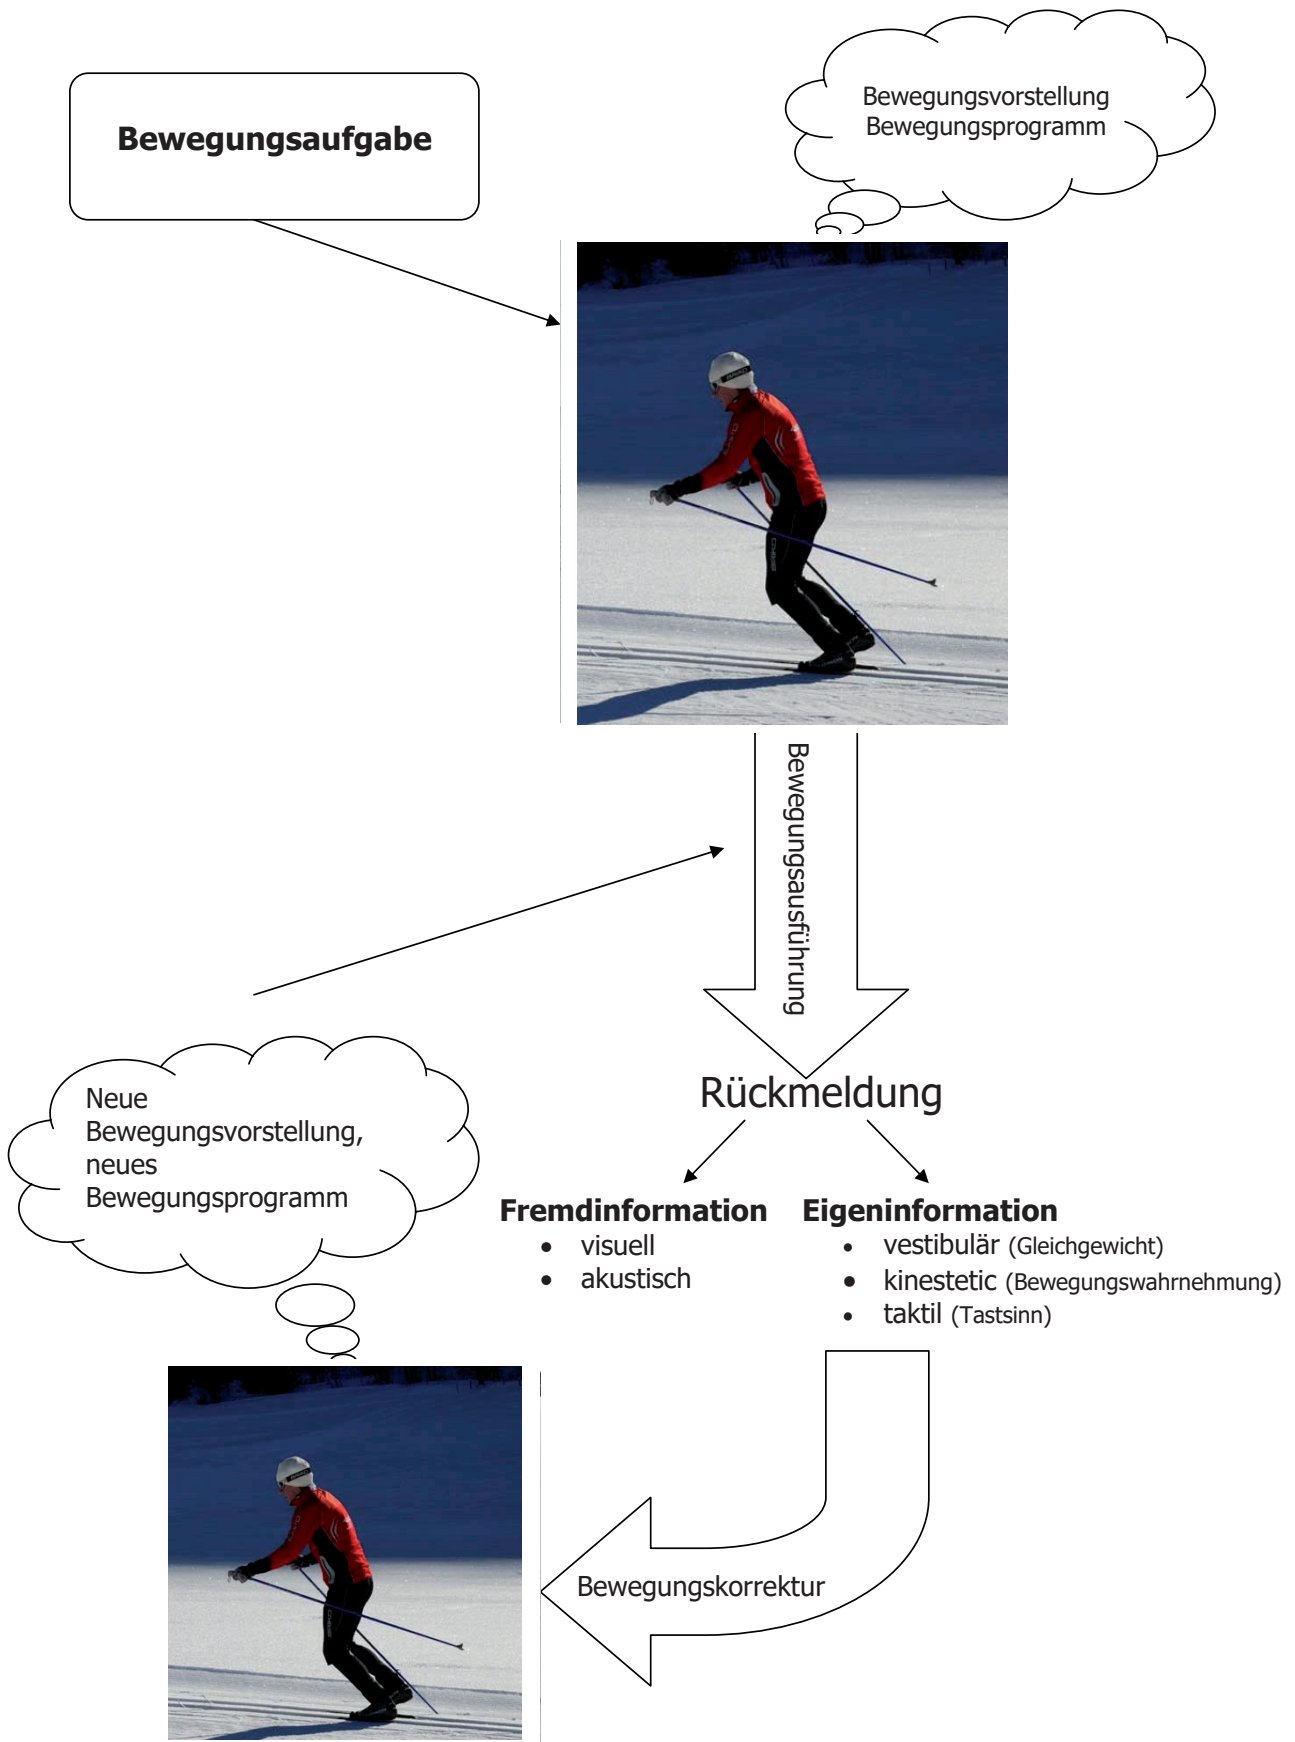 Bewegungsaufgabe
Bewegungsvorstellung
Bewegungsprogramm
Bewegungsausführung
Rückmeldung
Neue
Bewegungsvorstellung,
neues
Bewegungsprogramm
Fremdinformation
• visuell
• akustisch
Eigeninformation
• vestibulär (Gleichgewicht)
• kinestetic (Bewegungswahrnehmung)
• taktil (Tastsinn)
Bewegungskorrektur